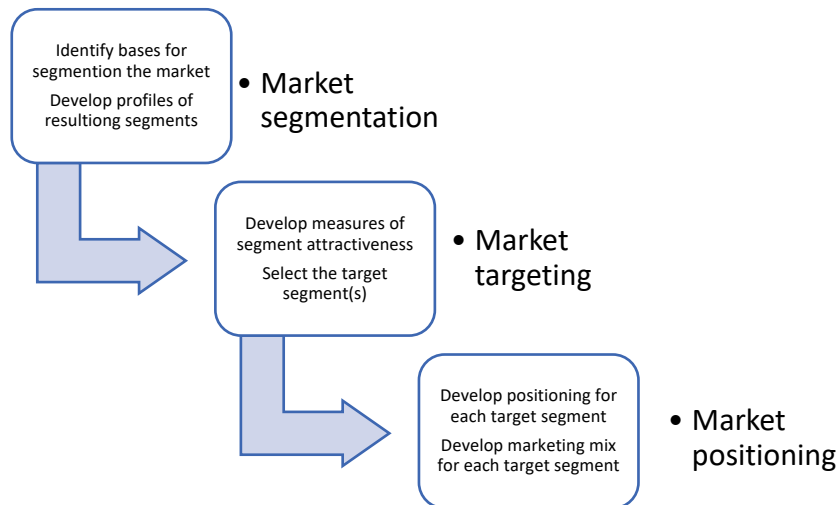 Identify bases for
segmention the market
Develop profiles of
resultiong segments
• Market
segmentation
Develop measures of
segment attractiveness
Select the target
segment(s)
• Market
targeting
Develop positioning for
each target segment
Develop marketing mix
for each target segment
• Market
positioning